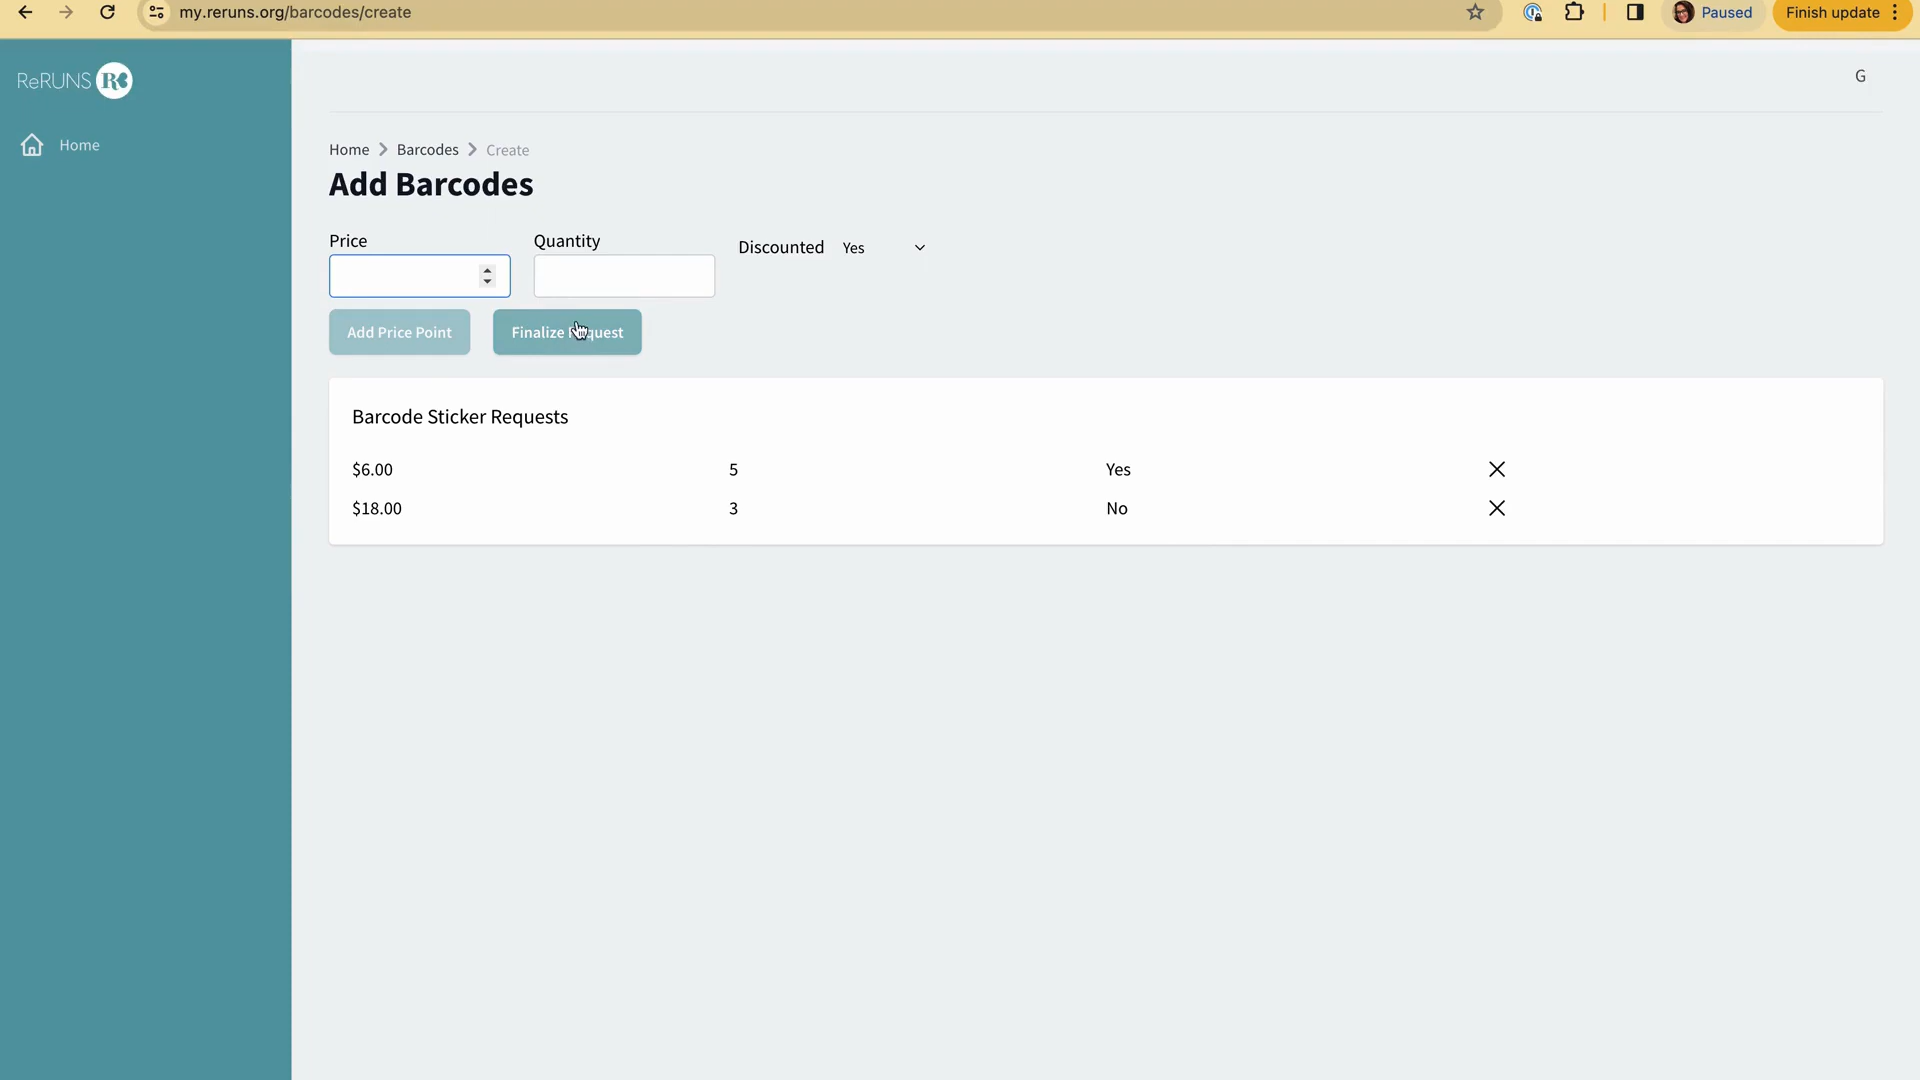 my.reruns.org/barcodes/create
Paused
Finish update
ReRUNS RC
G
Home
Home > Barcodes > Create
Add Barcodes
Price
Quantity
Discounted Yes
Add Price Point
Finalize Request
Barcode Sticker Requests
$6.00 5 Yes
$18.00 3 No